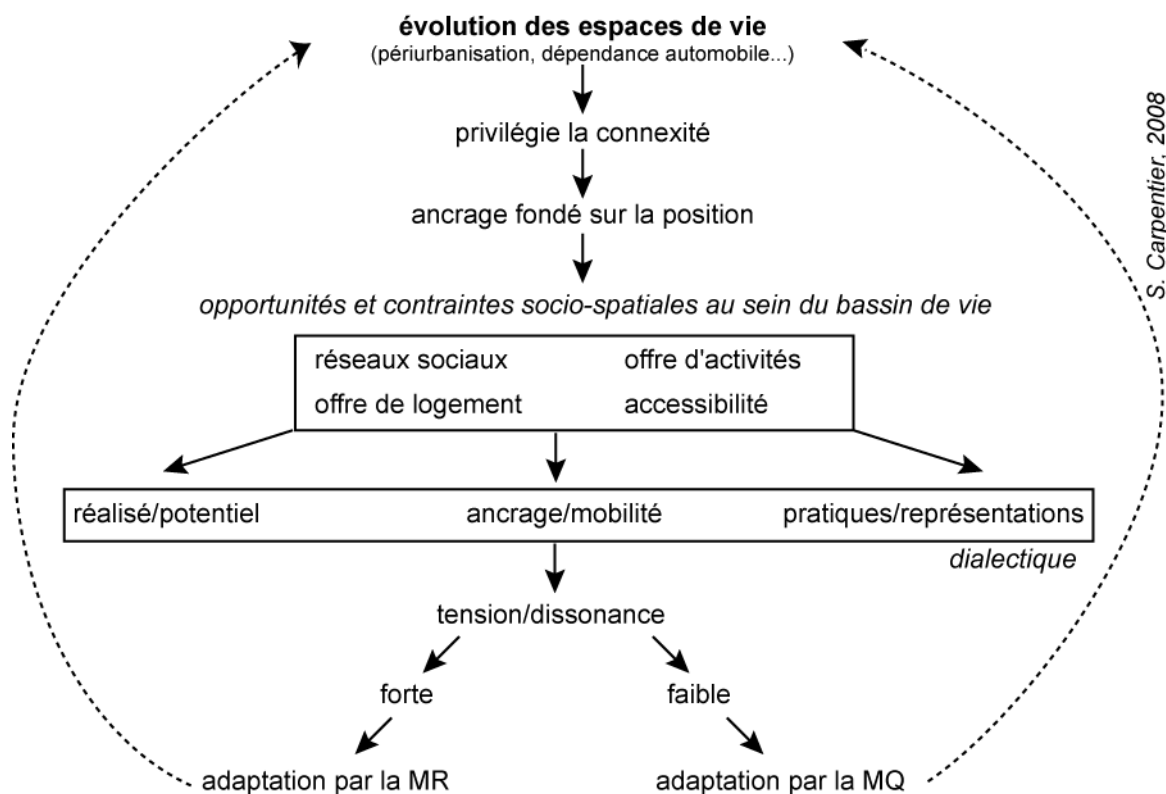 évolution des espaces de vie
(périurbanisation, dépendance automobile...)
privilégie la connexité
ancrage fondé sur la position
opportunités et contraintes socio-spatiales au sein du bassin de vie
réseaux sociaux offre d'activités
offre de logement accessibilité
réalisé/potentiel ancrage/mobilité pratiques/représentations
dialectique
tension/dissonance
forte faible
adaptation par la MR adaptation par la MQ
S. Carpentier, 2008